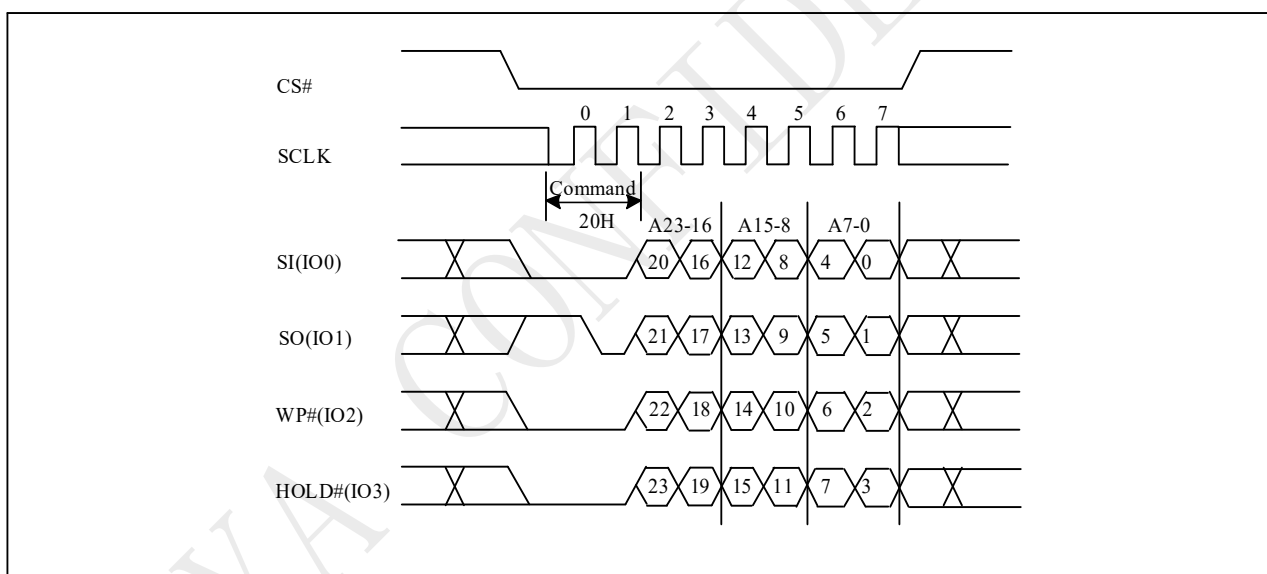 CS#
0 1 2 3 4 5 6 7
SCLK
Command
20H
A23-16 A15-8 A7-0
SI(IO0) 20 16 12 8 4 0
SO(IO1) 21 17 13 9 5 1
WP#(IO2) 22 18 14 10 6 2
HOLD#(IO3) 23 19 15 11 7 3